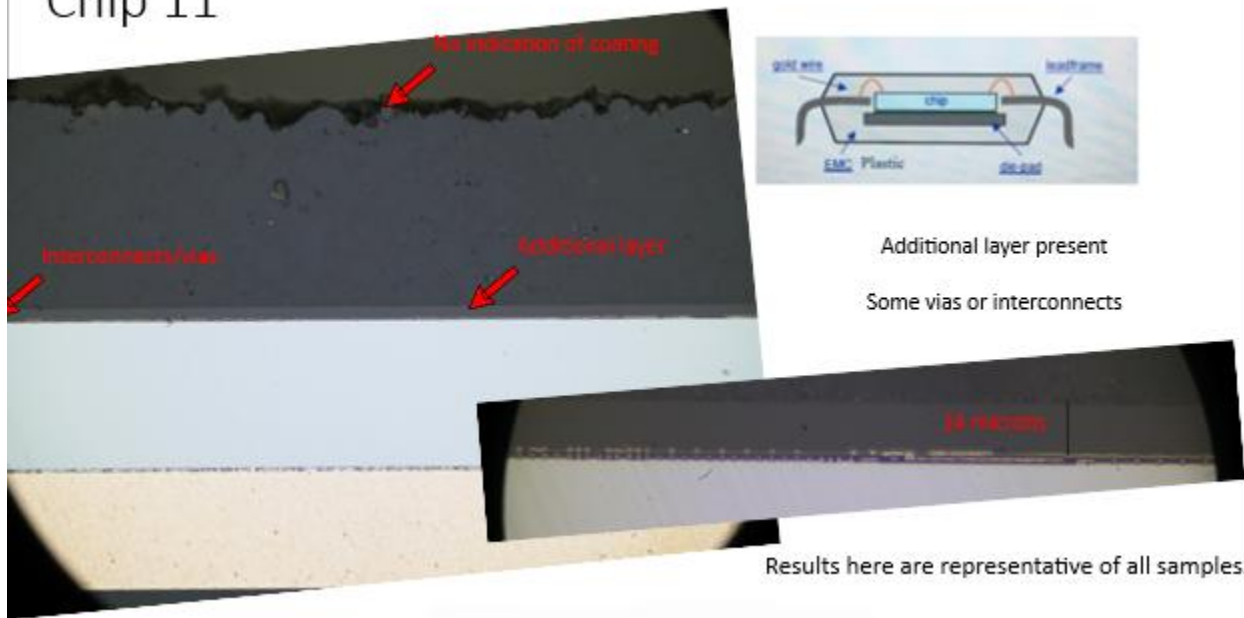 Chip 11
No indication of coating
gold wire
leadframe
chip
EMC Plastic
die-pad
Interconnects/vias
Additional layer
Additional layer present
Some vias or interconnects
microns
Results here are representative of all samples